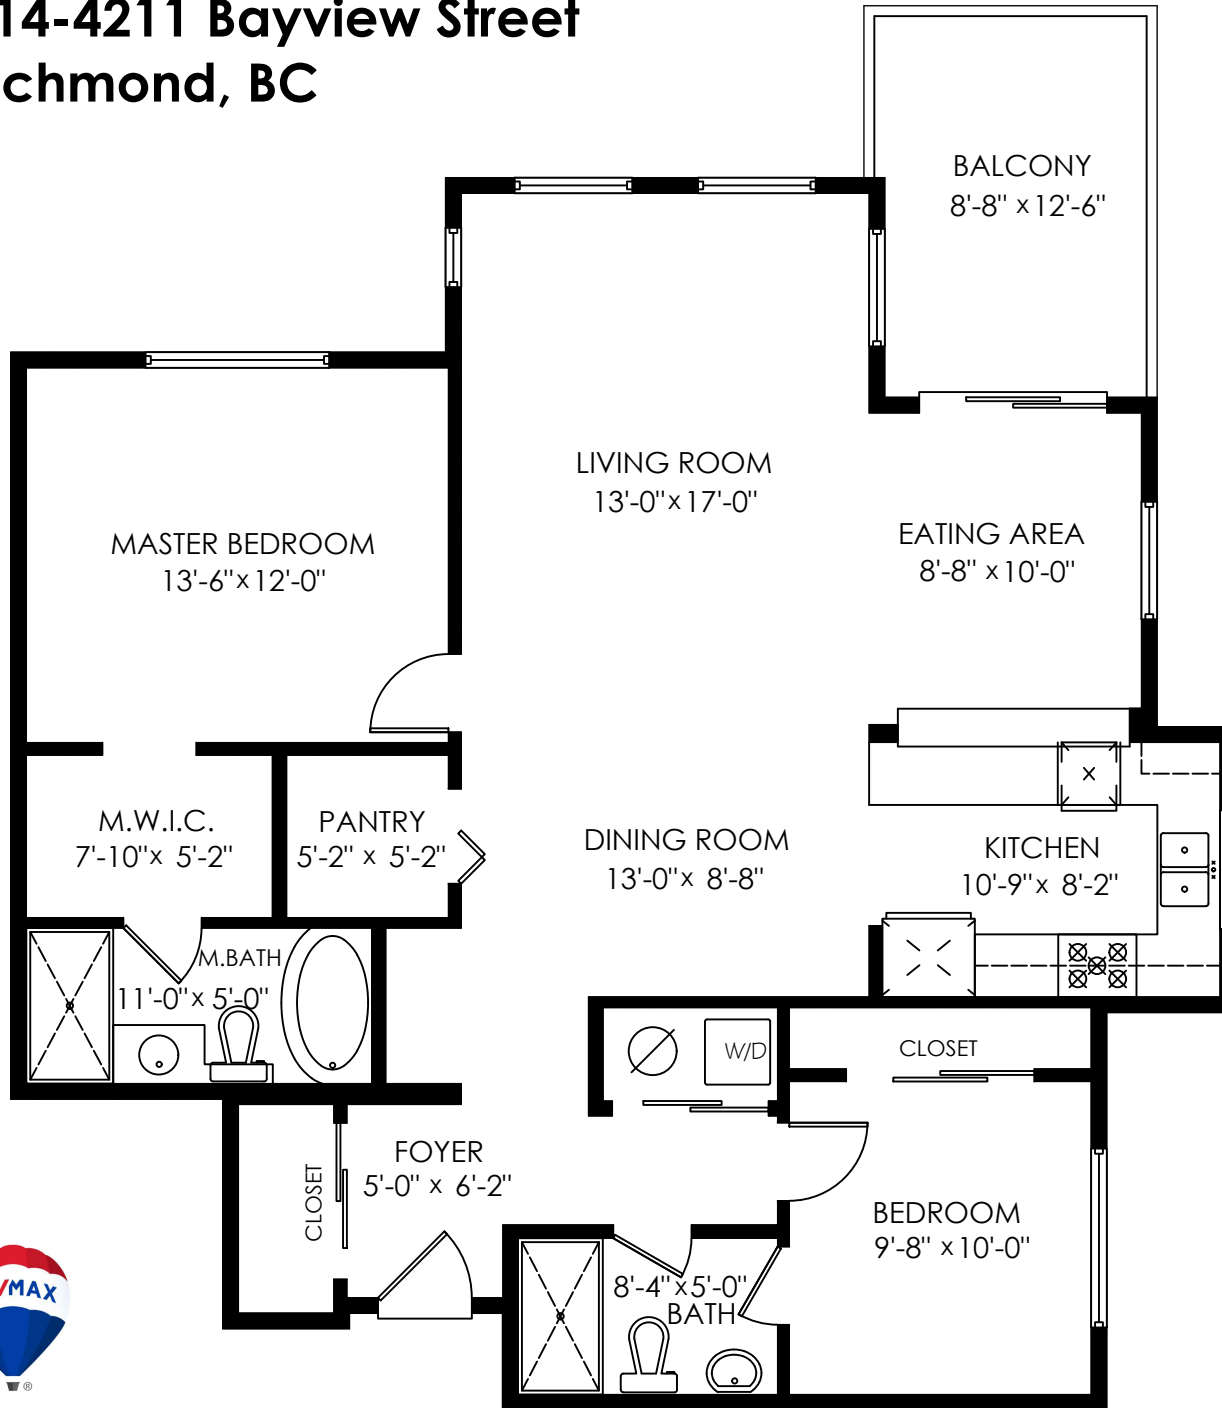 14-4211 Bayview Street
chmond, BC
BALCONY
8'-8" x 12'-6"
LIVING ROOM
13'-0" x 17'-0"
EATING AREA
8'-8" x 10'-0"
MASTER BEDROOM
13'-6" x 12'-0"
M.W.I.C.
7'-10" x 5'-2"
PANTRY
5'-2" x 5'-2"
DINING ROOM
13'-0" x 8'-8"
KITCHEN
10'-9" x 8'-2"
M.BATH
11'-0" x 5'-0"
W/D
CLOSET
FOYER
5'-0" x 6'-2"
CLOSET
BEDROOM
9'-8" x 10'-0"
8'-4" x 5'-0"
BATH
/MAX
®